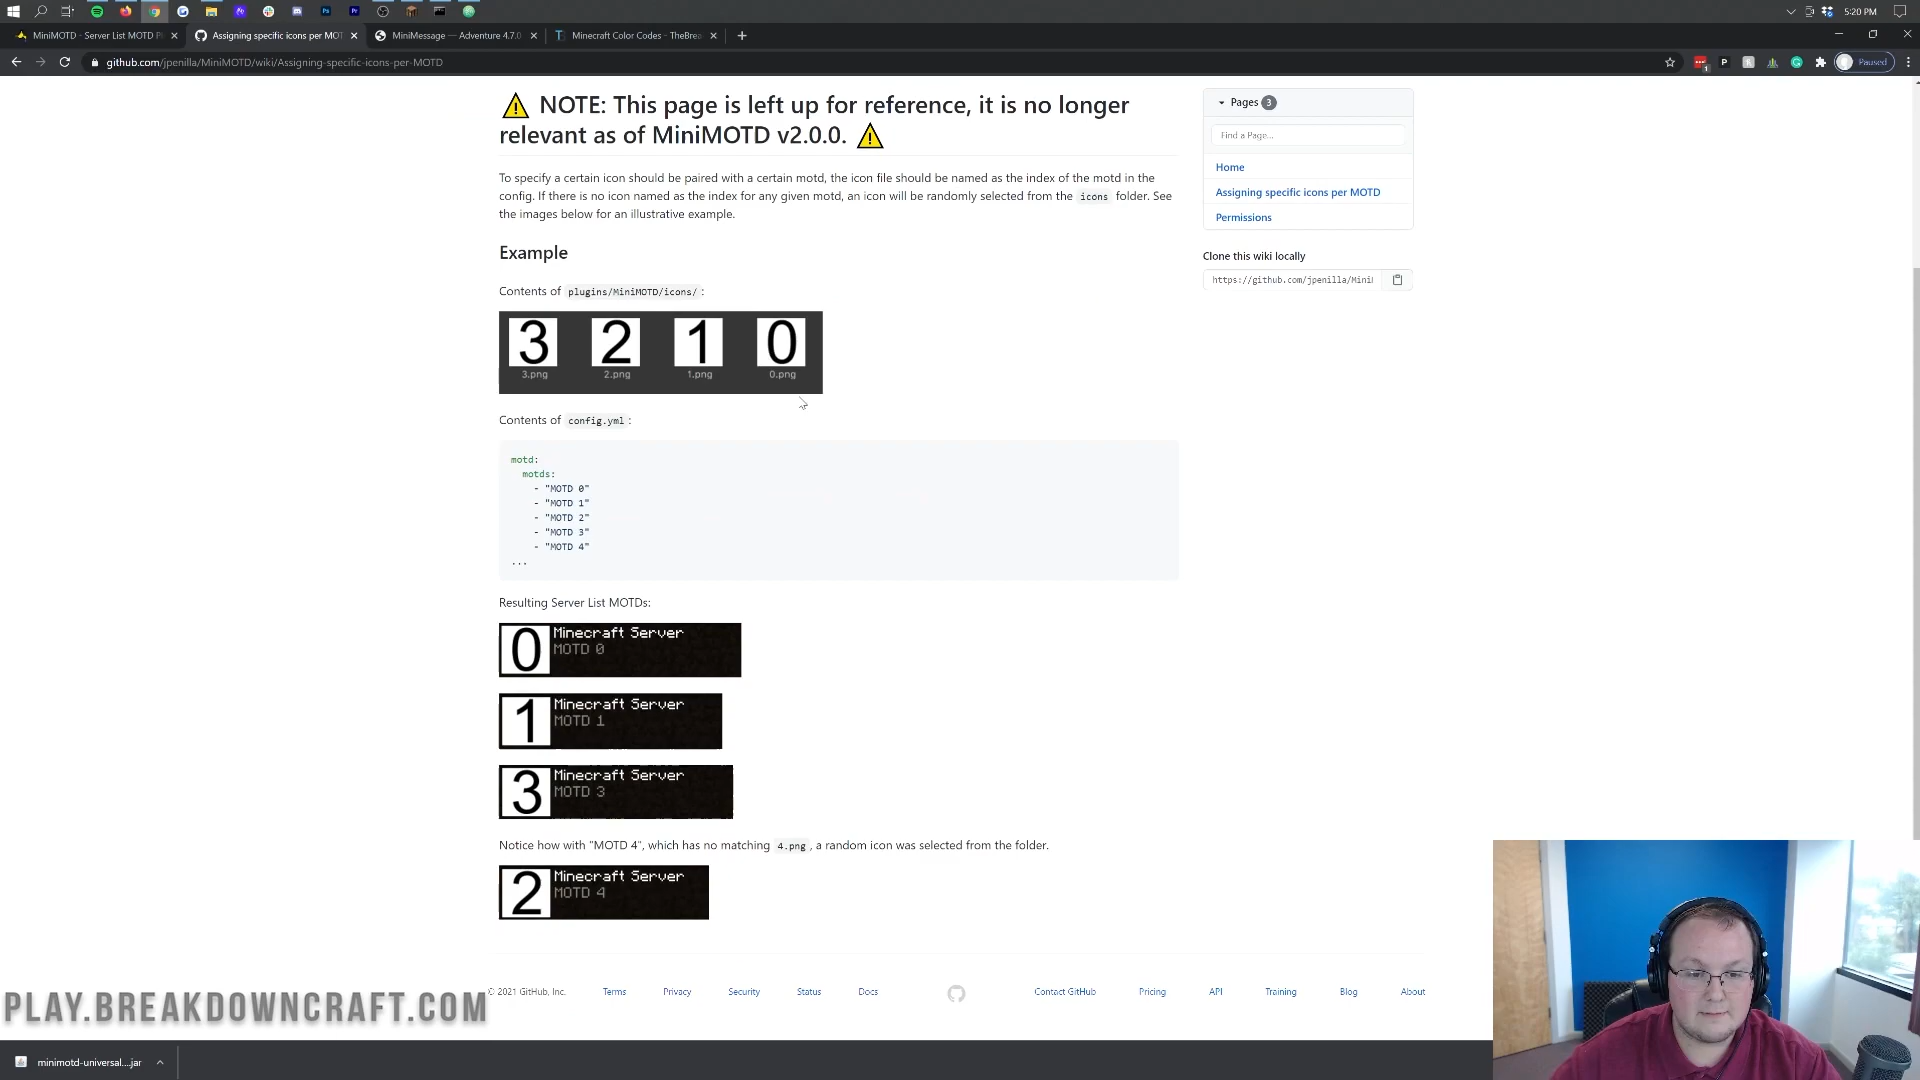 5:20 PM
MiniMOTD - Server List MOTD Pl
Assigning specific icons per MOT
MiniMessage — Adventure 4.7.0
Minecraft Color Codes - TheBrea
github.com/jpenilla/MiniMOTD/wiki/Assigning-specific-icons-per-MOTD
Paused
NOTE: This page is left up for reference, it is no longer
relevant as of MiniMOTD v2.0.0.
To specify a certain icon should be paired with a certain motd, the icon file should be named as the index of the motd in the
config. If there is no icon named as the index for any given motd, an icon will be randomly selected from the icons folder. See
the images below for an illustrative example.
Example
Contents of plugins/MiniMOTD/icons/ :
3 2 1 0
3.png 2.png 1.png 0.png
Contents of config.yml :
motd:
motds:
- "MOTD 0"
- "MOTD 1"
- "MOTD 2"
- "MOTD 3"
- "MOTD 4"
...
Resulting Server List MOTDs:
0 Minecraft Server
MOTD 0
1 Minecraft Server
MOTD 1
3 Minecraft Server
MOTD 3
Notice how with "MOTD 4", which has no matching 4.png , a random icon was selected from the folder.
2 Minecraft Server
MOTD 4
Pages 3
Find a Page...
Home
Assigning specific icons per MOTD
Permissions
Clone this wiki locally
https://github.com/jpenilla/Mini
© 2021 GitHub, Inc.
Terms
Privacy
Security
Status
Docs
Contact GitHub
Pricing
API
Training
Blog
About
PLAY.BREAKDOWNCRAFT.COM
minimotd-universal....jar